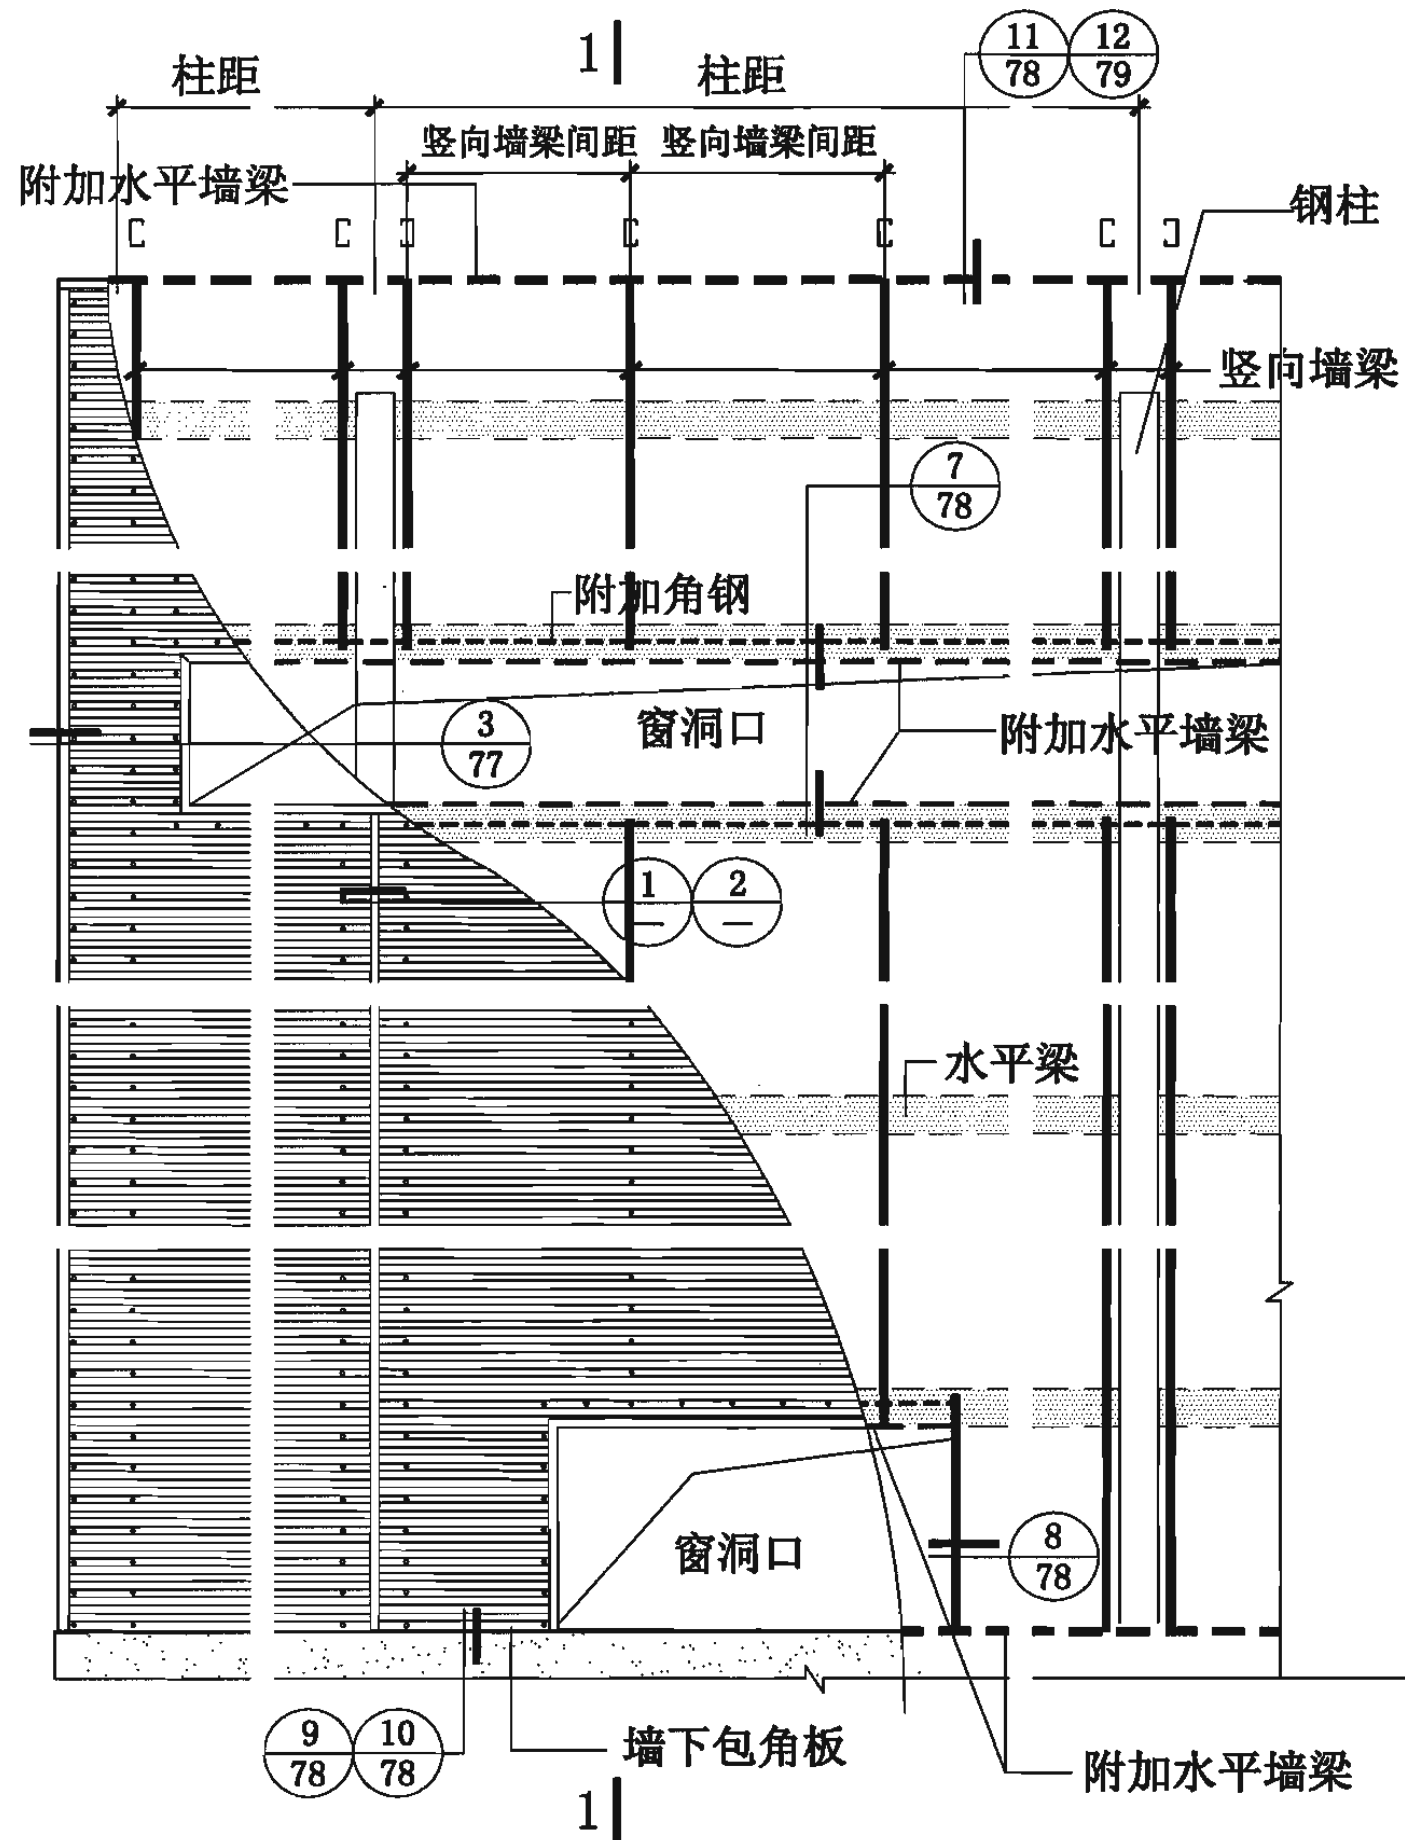 1
11 12
78 79
柱距 柱距
竖向墙梁间距 竖向墙梁间距
附加水平墙梁
钢柱
竖向墙梁
7
78
附加角钢
3
77
窗洞口
附加水平墙梁
1 2
— —
水平梁
窗洞口
8
78
9 10
78 78
墙下包角板
附加水平墙梁
1